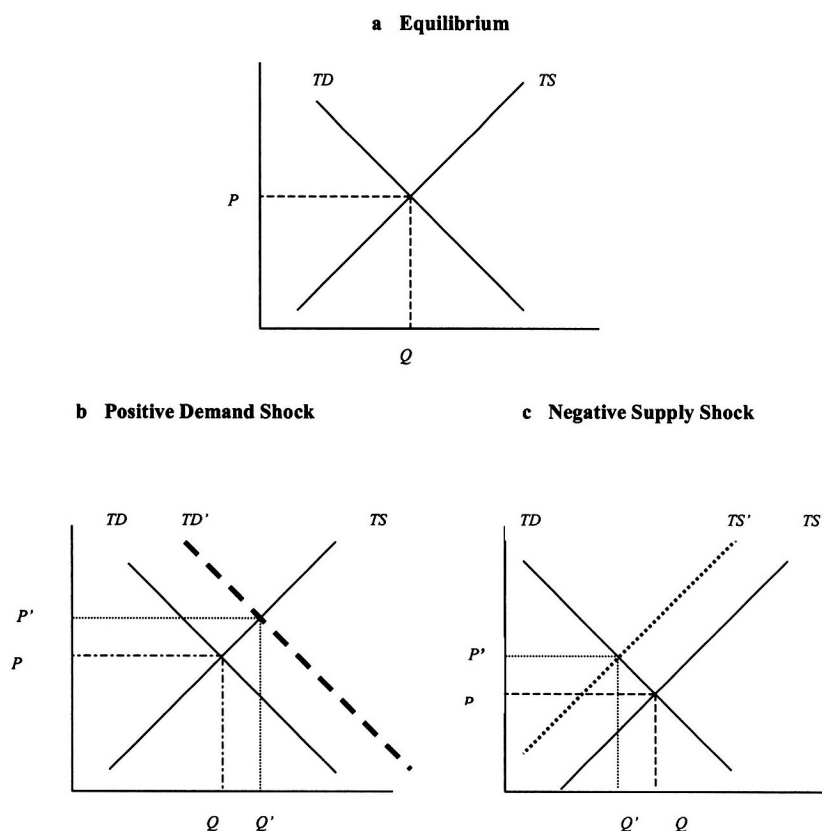 a Equilibrium
TD TS
P
Q
b Positive Demand Shock
c Negative Supply Shock
TD TD' TS
TD TS' TS
P'
P
P'
P
Q Q'
Q' Q